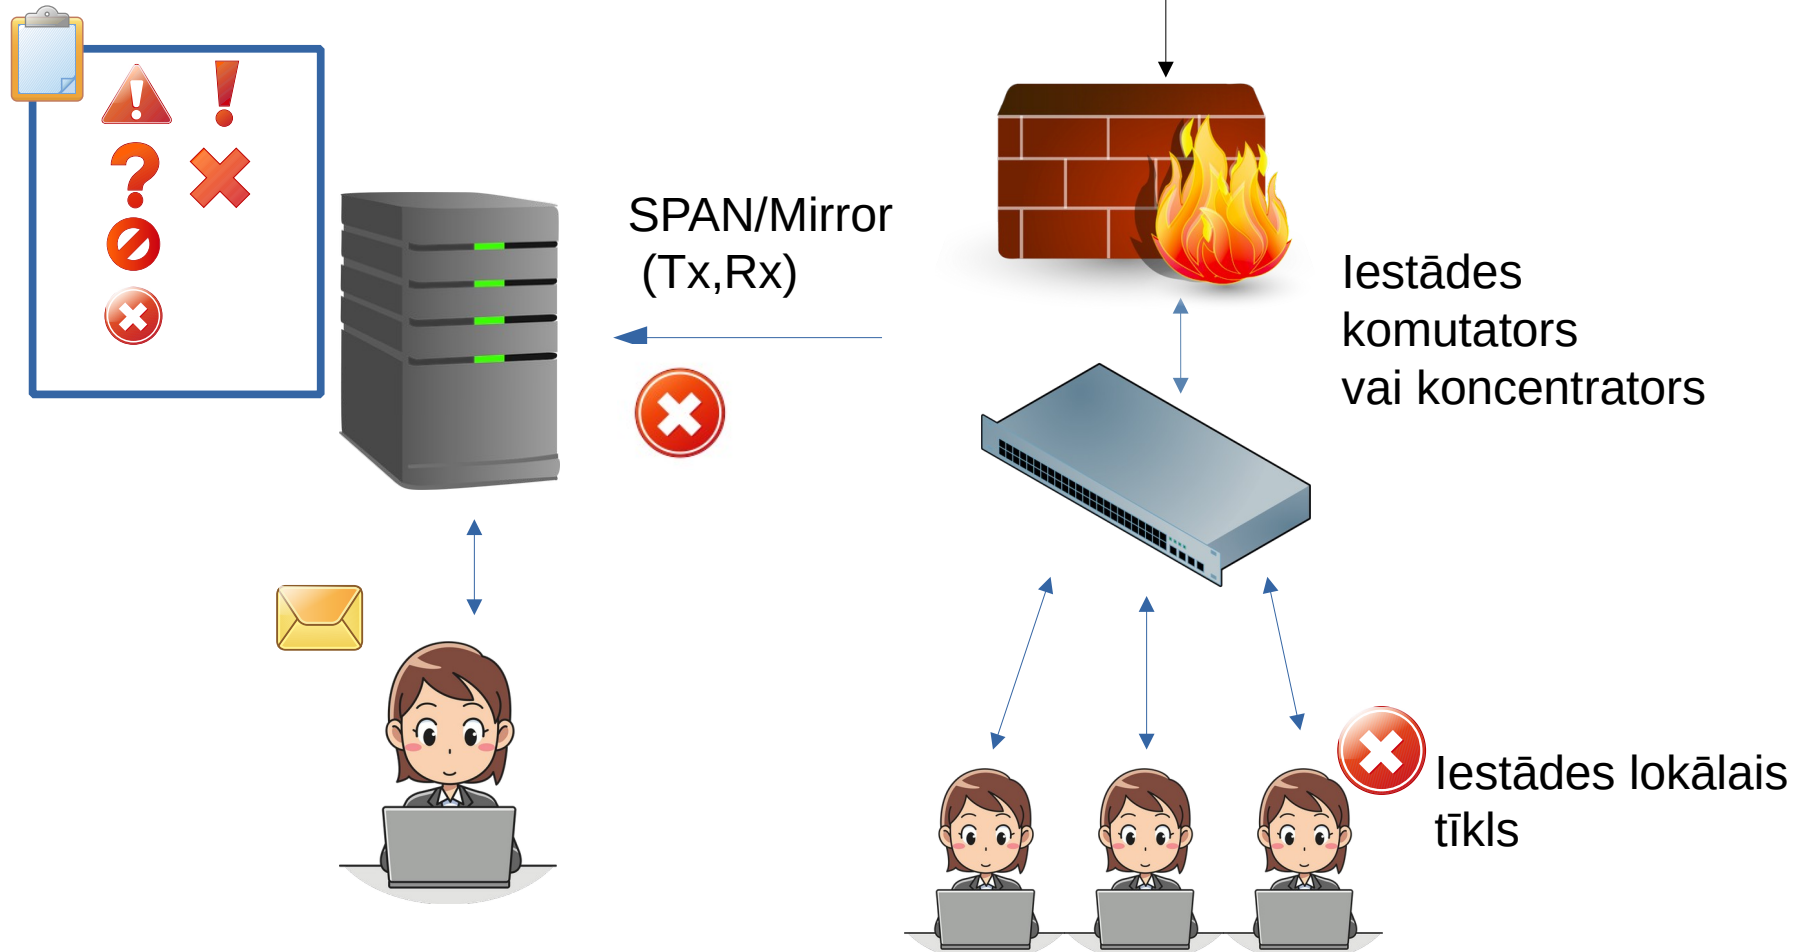 SPAN/Mirror
(Tx,Rx)
Iestādes
komutators
vai koncentrators
Iestādes lokālais
tīkls